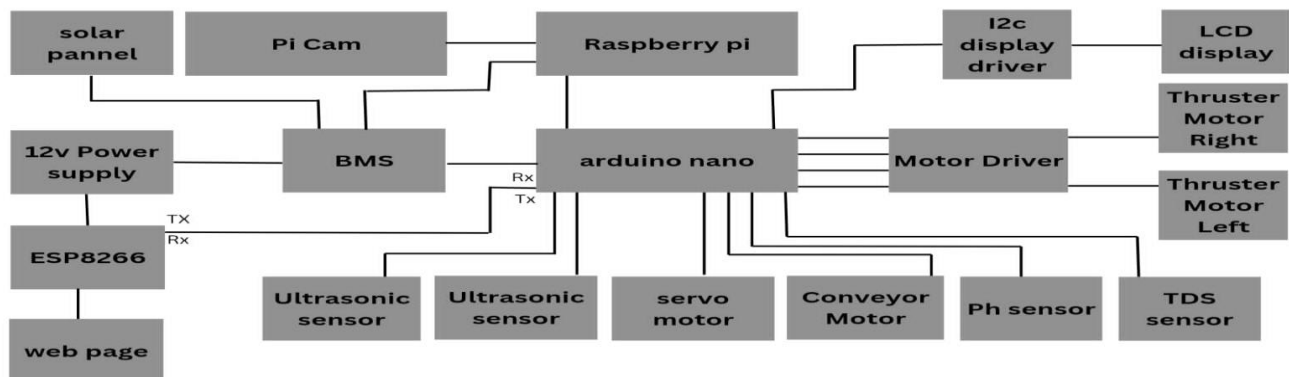 solar
pannel
Pi Cam
Raspberry pi
I2c
display
driver
LCD
display
12v Power
supply
BMS
arduino nano
Motor Driver
Thruster
Motor
Right
Rx
Tx
TX
Rx
Thruster
Motor
Left
ESP8266
Ultrasonic
sensor
Ultrasonic
sensor
servo
motor
Conveyor
Motor
Ph sensor
TDS
sensor
web page